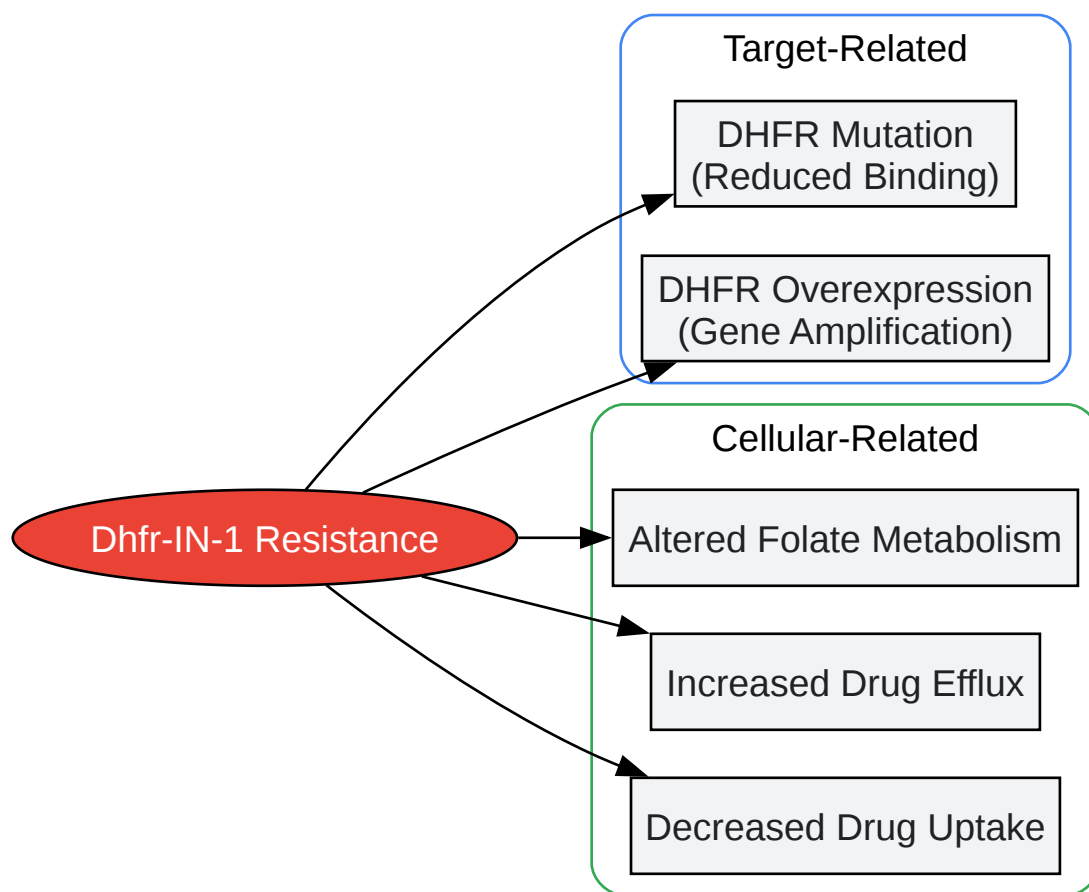 Target-Related
DHFR Mutation
(Reduced Binding)
DHFR Overexpression
(Gene Amplification)
Cellular-Related
Dhfr-IN-1 Resistance
Altered Folate Metabolism
Increased Drug Efflux
Decreased Drug Uptake